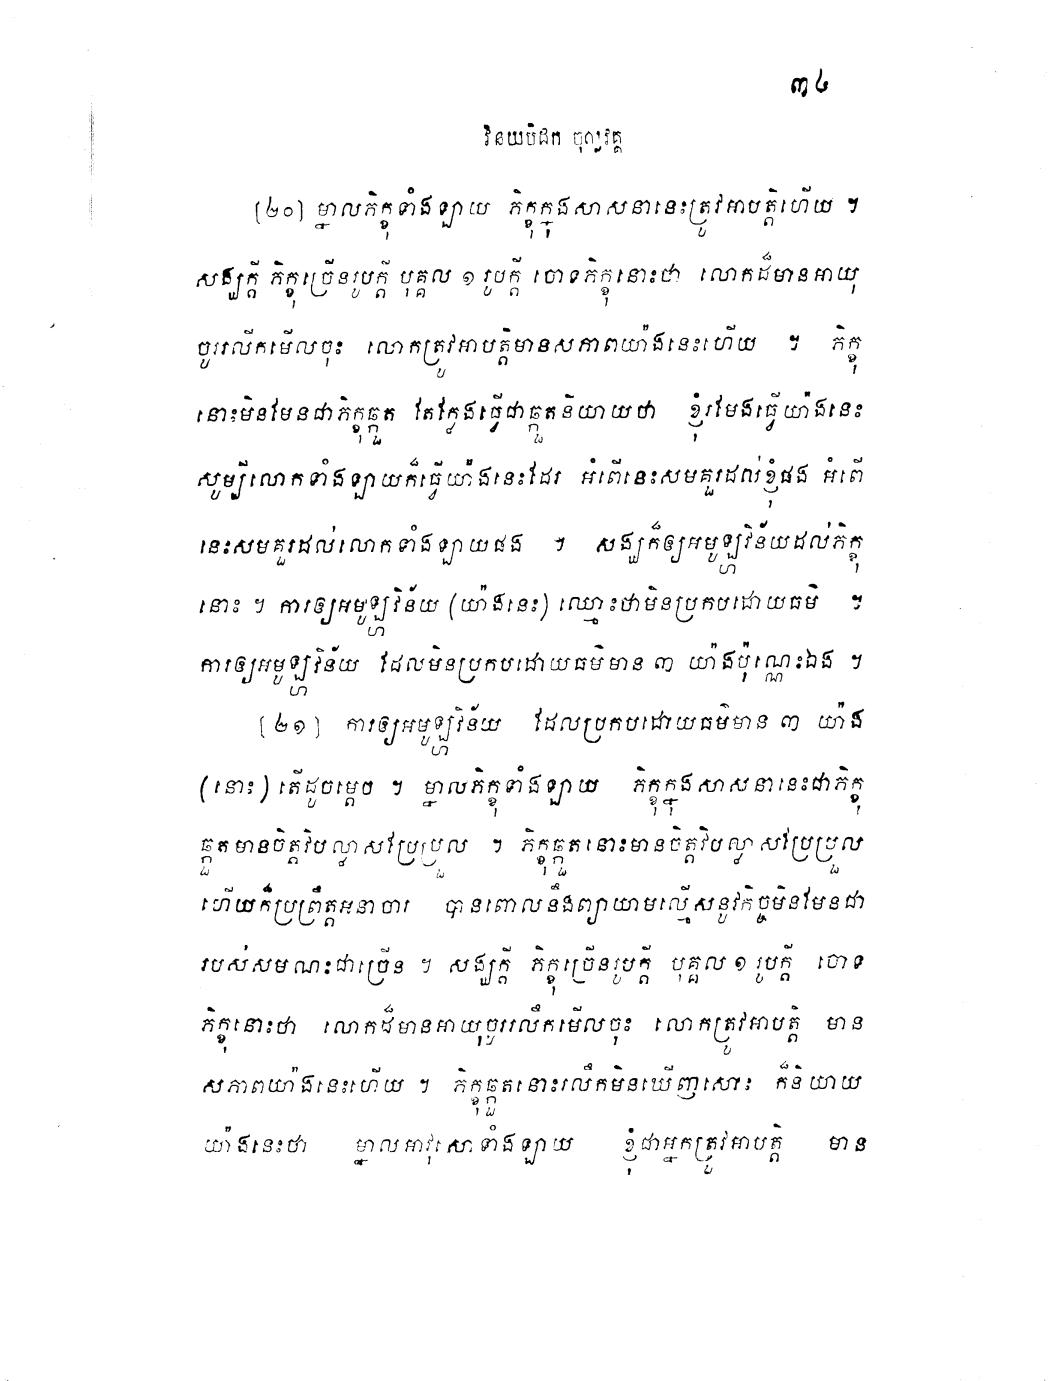 ៣៤
វិនយបិដក ចុល្លវគ្គ
(២០) ម្នាលភិក្ខុទាំងឡាយ ភិក្ខុក្នុងសាសនានេះត្រូវអាបត្តិហើយ ។
សង្ឃក្ដី ភិក្ខុច្រើនរូបក្ដី បុគ្គល ១ រូបក្ដី ចោទភិក្ខុនោះថា លោកដ៏មានអាយុ
ចូររលឹកមើលចុះ លោកត្រូវអាបត្តិមានសភាពយ៉ាងនេះហើយ ។ ភិក្ខុ
នោះមិនមែនជាភិក្ខុឆ្កួត តែក្លែងធ្វើជាឆ្កួតនិយាយថា ខ្ញុំរមែងធ្វើយ៉ាងនេះ
សូម្បីលោកទាំងឡាយក៏ធ្វើយ៉ាងនេះដែរ អំពើនេះសមគួរដល់ខ្ញុំផង អំពើ
នេះសមគួរដល់លោកទាំងឡាយផង ។ សង្ឃក៏ឲ្យអមូឡ្ហវិន័យដល់ភិក្ខុ
នោះ ។ ការឲ្យអមូឡ្ហវិន័យ (យ៉ាងនេះ) ឈ្មោះថាមិនប្រកបដោយធម៌ ។
ការឲ្យអមូឡ្ហវិន័យ ដែលមិនប្រកបដោយធម៌មាន ៣ យ៉ាងប៉ុណ្ណេះឯង ។
(២១) ការឲ្យអមូឡ្ហវិន័យ ដែលប្រកបដោយធម៌មាន ៣ យ៉ាង
(នោះ) តើដូចម្ដេច ។ ម្នាលភិក្ខុទាំងឡាយ ភិក្ខុក្នុងសាសនានេះជាភិក្ខុ
ឆ្កួតមានចិត្តវិបល្លាសប្រែប្រួល ។ ភិក្ខុឆ្កួតនោះមានចិត្តវិបល្លាសប្រែប្រួល
ហើយក៏ប្រព្រឹត្តអនាចារ បានពោលនឹងព្យាយាមល្មើសនូវកិច្ចមិនមែនជា
របស់សមណះជាច្រើន ។ សង្ឃក្ដី ភិក្ខុច្រើនរូបក្ដី បុគ្គល ១ រូបក្ដី ចោទ
ភិក្ខុនោះថា លោកដ៏មានអាយុចូររលឹកមើលចុះ លោកត្រូវអាបត្តិ មាន
សភាពយ៉ាងនេះហើយ ។ ភិក្ខុឆ្កួតនោះរលឹកមិនឃើញសោះ ក៏និយាយ
យ៉ាងនេះថា ម្នាលអាវុសោទាំងឡាយ ខ្ញុំជាអ្នកត្រូវអាបត្តិ មាន